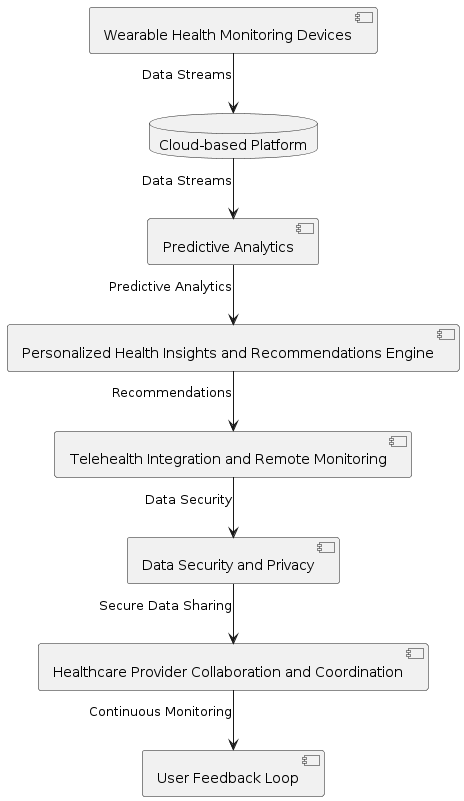 Wearable Health Monitoring Devices
Data Streams
Cloud-based Platform
Data Streams
Predictive Analytics
Predictive Analytics
Personalized Health Insights and Recommendations Engine
Recommendations
Telehealth Integration and Remote Monitoring
Data Security
Data Security and Privacy
Secure Data Sharing
Healthcare Provider Collaboration and Coordination
Continuous Monitoring
User Feedback Loop